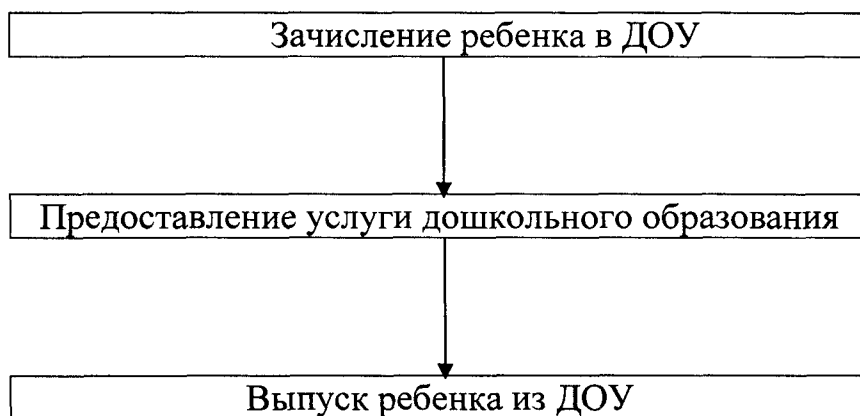 Зачисление ребенка в ДОУ
Предоставление услуги дошкольного образования
Выпуск ребенка из ДОУ